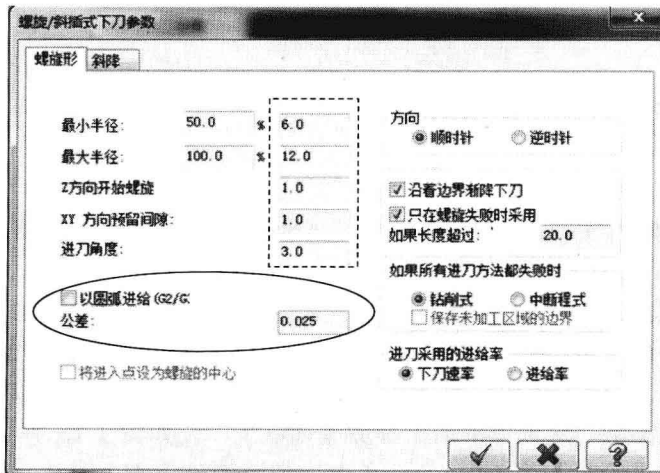 螺旋/斜插式下刀参数
螺旋形 斜降
最小半径: 50.0 % 6.0
最大半径: 100.0 % 12.0
Z方向开始螺旋 1.0
XY 方向预留间隙: 1.0
进刀角度: 3.0
以圆弧进给 (G2/G:
公差: 0.025
将进入点设为螺旋的中心
方向
顺时针 逆时针
沿着边界渐降下刀
只在螺旋失败时采用
如果长度超过: 20.0
如果所有进刀方法都失败时
钻削式 中断程式
保存未加工区域的边界
进刀采用的进给率
下刀速率 进给率
?